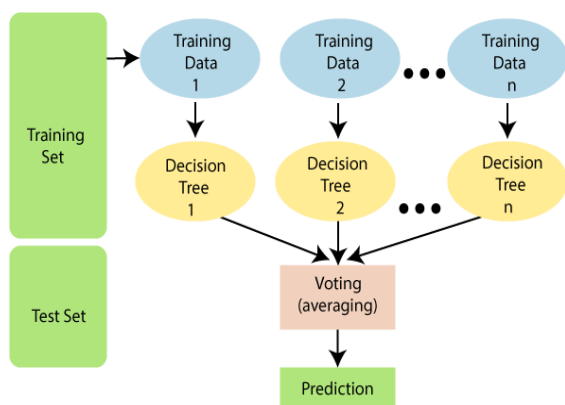 Training
Set
Test Set
Training
Data
1
Training
Data
2
Training
Data
n
Decision
Tree
1
Decision
Tree
2
Decision
Tree
n
Voting
(averaging)
Prediction